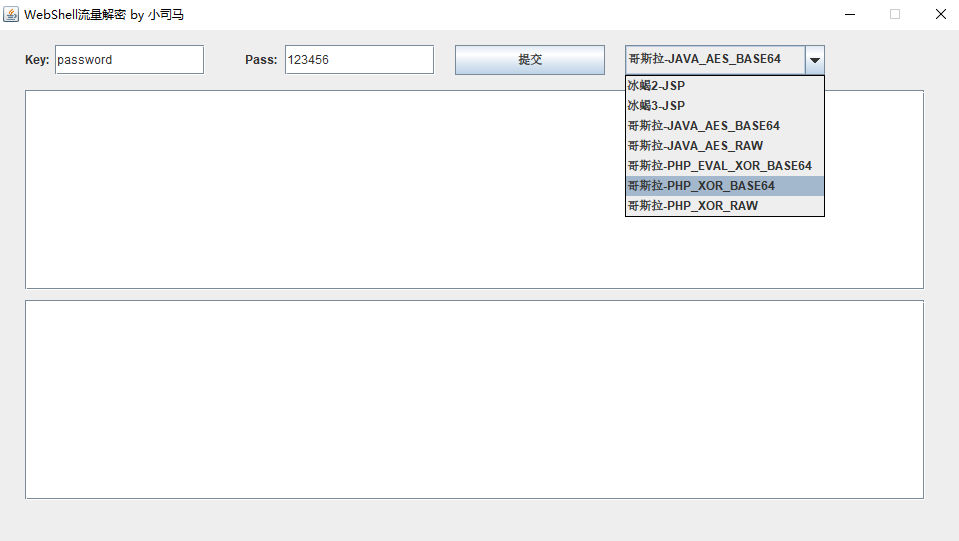 WebShell流量解密 by 小司马
Key: password Pass: 123456 提交 哥斯拉-JAVA_AES_BASE64
冰蝎2-JSP
冰蝎3-JSP
哥斯拉-JAVA_AES_BASE64
哥斯拉-JAVA_AES_RAW
哥斯拉-PHP_EVAL_XOR_BASE64
哥斯拉-PHP_XOR_BASE64
哥斯拉-PHP_XOR_RAW